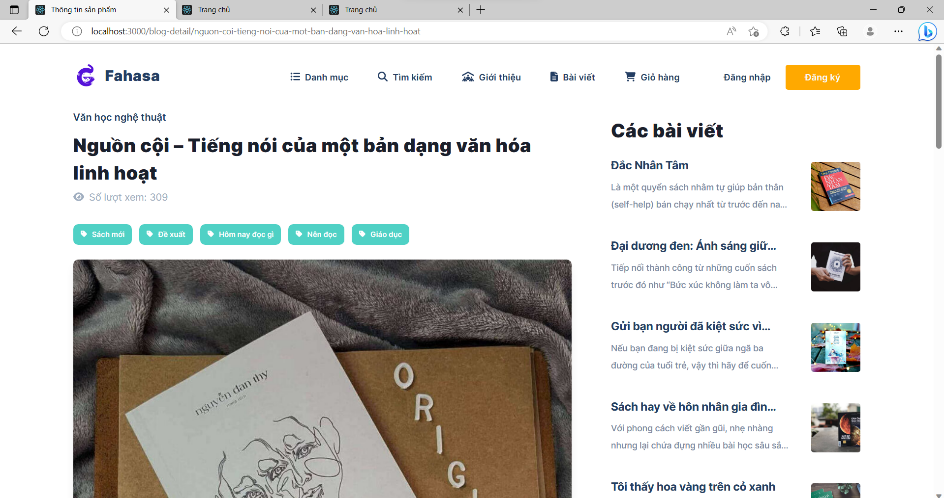 Thông tin sản phẩm
Trang chủ
Trang chủ
localhost:3000/blog-detail/nguon-coi-tieng-noi-cua-mot-ban-dang-van-hoa-linh-hoat
Fahasa
Danh mục
Tìm kiếm
Giới thiệu
Bài viết
Giỏ hàng
Đăng nhập
Đăng ký
Văn học nghệ thuật
Nguồn cội – Tiếng nói của một bản dạng văn hóa
linh hoạt
Số lượt xem: 309
Sách mới
Đề xuất
Hôm nay đọc gì
Nên đọc
Giáo dục
nguyễn đan thy
ORIG
Các bài viết
Đắc Nhân Tâm
Là một quyển sách nhằm tự giúp bản thân
(self-help) bán chạy nhất từ trước đến na...
Đại dương đen: Ánh sáng giữ...
Tiếp nối thành công từ những cuốn sách
trước đó như "Bức xúc không làm ta vô...
Gửi bạn người đã kiệt sức vì...
Nếu bạn đang bị kiệt sức giữa ngã ba
đường của tuổi trẻ, vậy thì hãy để cuốn...
Sách hay về hôn nhân gia đìn...
Với phong cách viết gần gũi, nhẹ nhàng
nhưng lại chứa đựng nhiều bài học sâu sắ...
Tôi thấy hoa vàng trên cỏ xanh